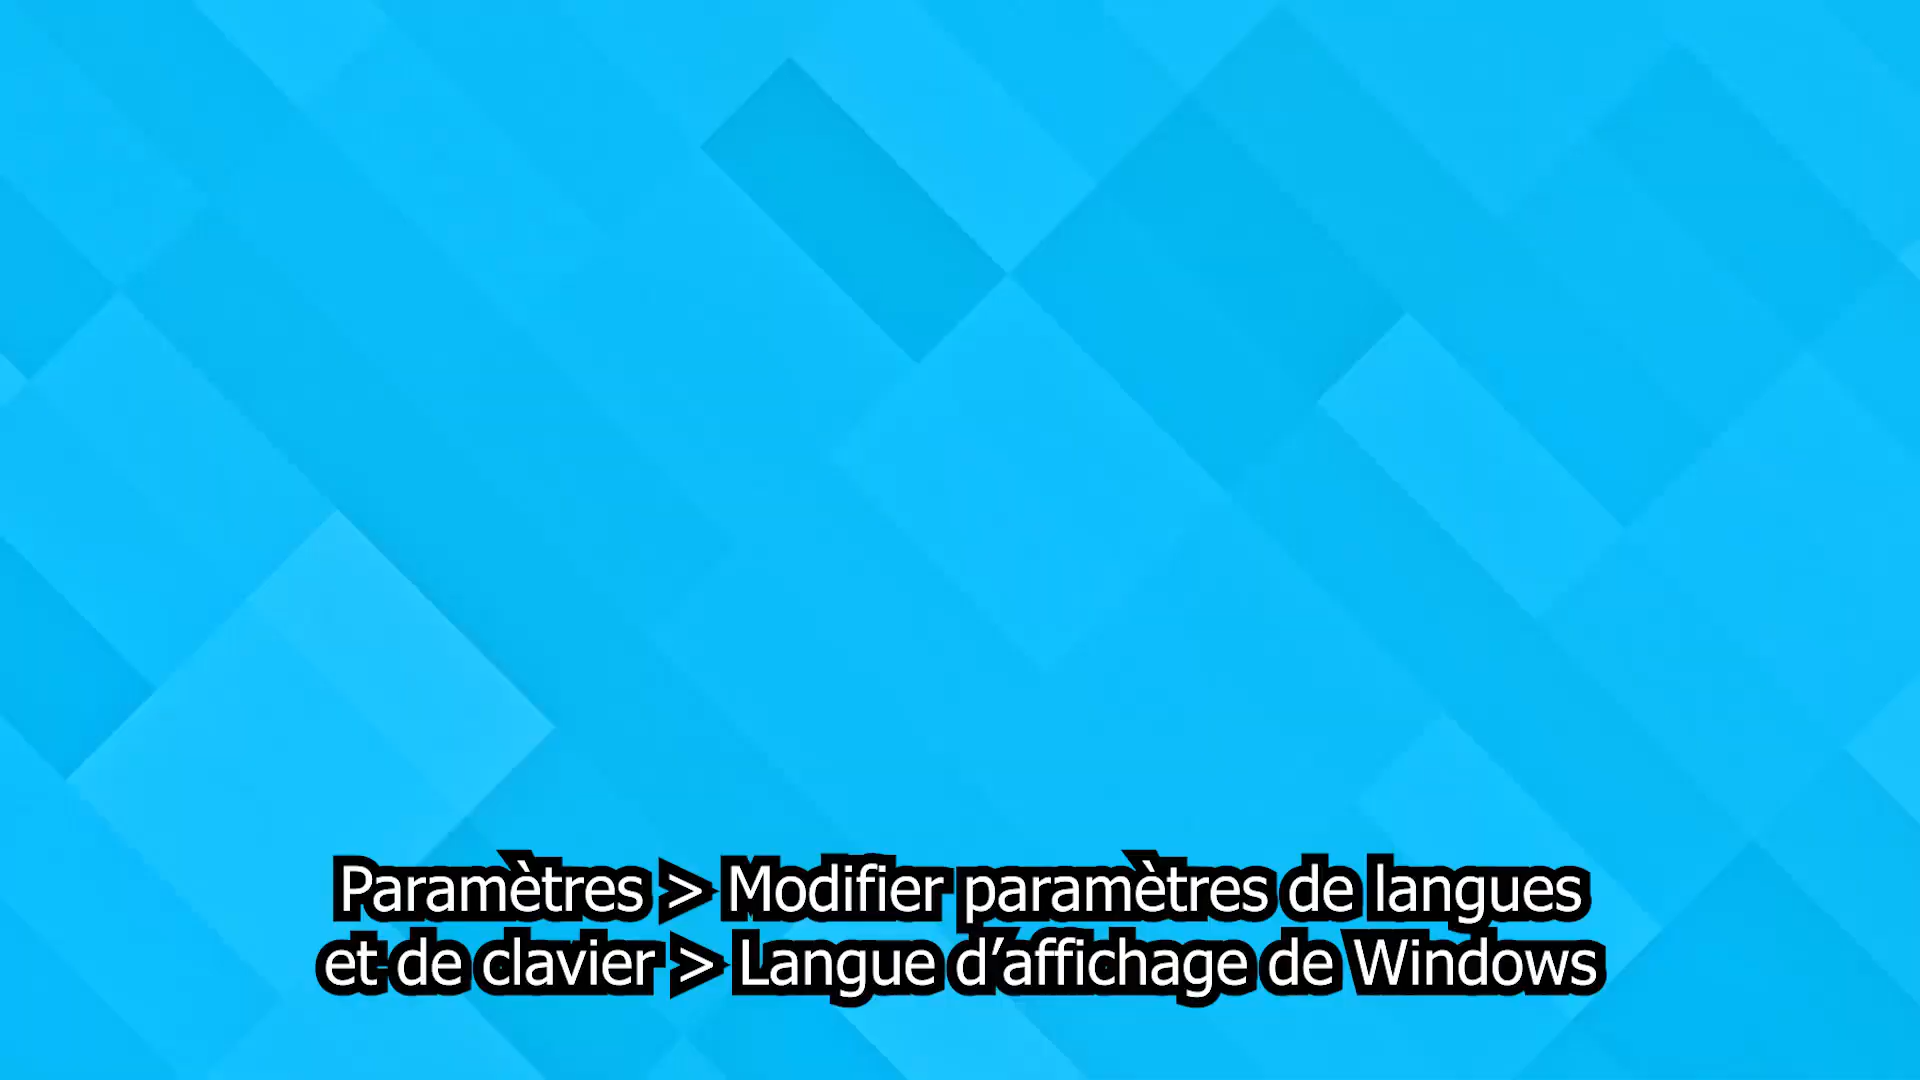 Paramètres > Modifier paramètres de langues
et de clavier > Langue d’affichage de Windows